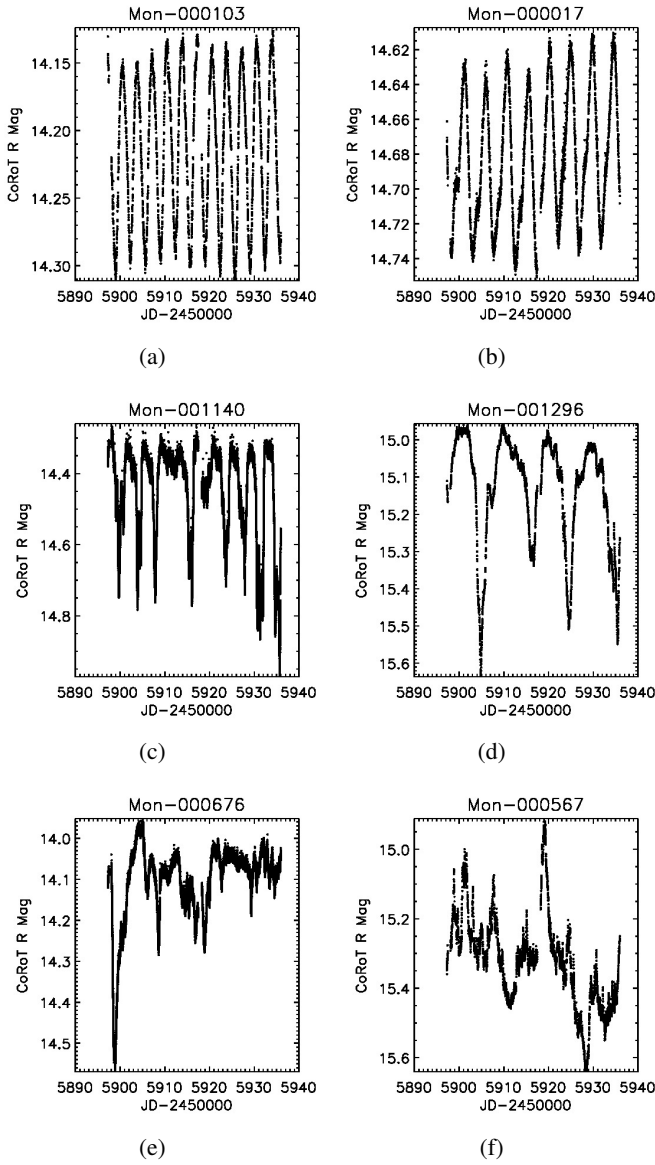 Mon-000103
CoRoT R Mag
14.15
14.20
14.25
14.30
5890 5900 5910 5920 5930 5940
JD-2450000
(a)
Mon-000017
CoRoT R Mag
14.62
14.64
14.66
14.68
14.70
14.72
14.74
5890 5900 5910 5920 5930 5940
JD-2450000
(b)
Mon-001140
CoRoT R Mag
14.4
14.6
14.8
5890 5900 5910 5920 5930 5940
JD-2450000
(c)
Mon-001296
CoRoT R Mag
15.0
15.1
15.2
15.3
15.4
15.5
15.6
5890 5900 5910 5920 5930 5940
JD-2450000
(d)
Mon-000676
CoRoT R Mag
14.0
14.1
14.2
14.3
14.4
14.5
5890 5900 5910 5920 5930 5940
JD-2450000
(e)
Mon-000567
CoRoT R Mag
15.0
15.2
15.4
15.6
5890 5900 5910 5920 5930 5940
JD-2450000
(f)